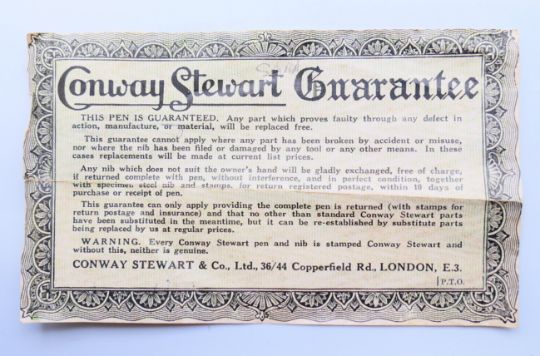 Conway Stewart Guarantee
THIS PEN IS GUARANTEED. Any part which proves faulty through any defect in
action, manufacture, or material, will be replaced free.
This guarantee cannot apply where any part has been broken by accident or misuse,
nor where the nib has been filed or damaged by any tool or any other means. In these
cases replacements will be made at current list prices.
Any nib which does not suit the owner's hand will be gladly exchanged, free of charge,
if returned complete with pen, without interference, and in perfect condition, together
with specimen steel nib and stamps, for return registered postage, within 10 days of
purchase or receipt of pen.
This guarantee can only apply providing the complete pen is returned (with stamps for
return postage and insurance) and that no other than standard Conway Stewart parts
have been substituted in the meantime, but it can be re-established by substitute parts
being replaced by us at regular prices.
WARNING. Every Conway Stewart pen and nib is stamped Conway Stewart and
without this, neither is genuine.
CONWAY STEWART & Co., Ltd., 36/44 Copperfield Rd., LONDON, E.3.
P.T.O.